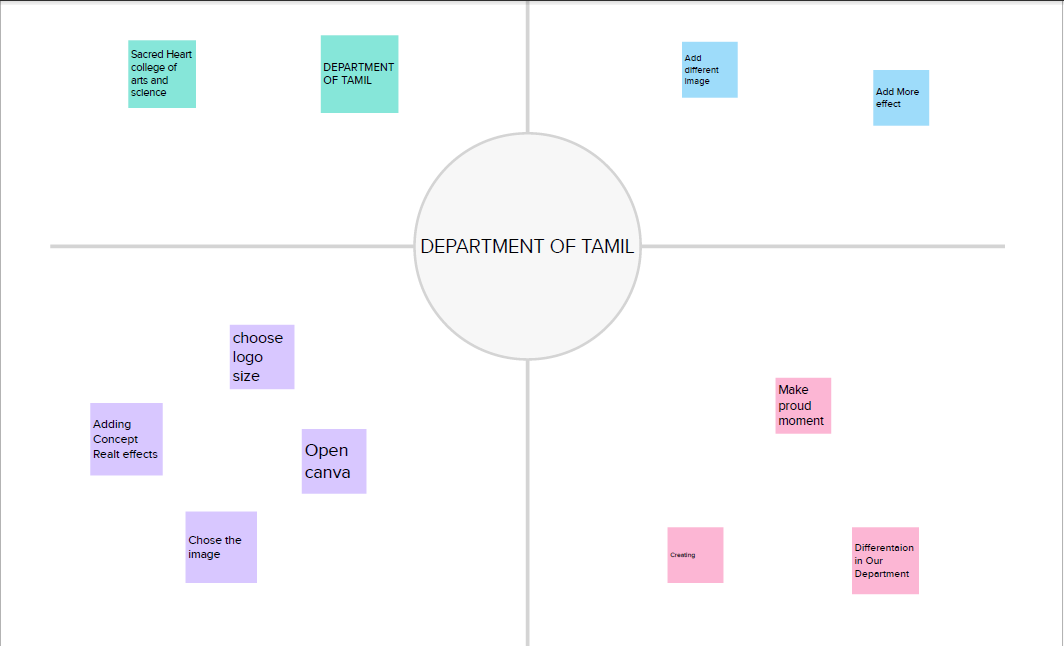 Sacred Heart
college of
arts and
science
DEPARTMENT
OF TAMIL
Add
different
image
Add More
effect
DEPARTMENT OF TAMIL
choose
logo
size
Adding
Concept
Realt effects
Open
canva
Chose the
image
Make
proud
moment
Creating
Differentaion
in Our
Department